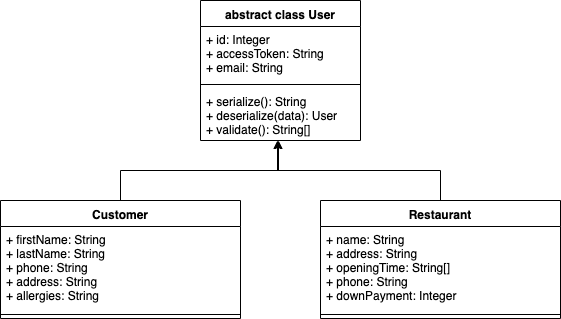 abstract class User
+ id: Integer
+ accessToken: String
+ email: String
+ serialize(): String
+ deserialize(data): User
+ validate(): String[]
Customer
+ firstName: String
+ lastName: String
+ phone: String
+ address: String
+ allergies: String
Restaurant
+ name: String
+ address: String
+ openingTime: String[]
+ phone: String
+ downPayment: Integer